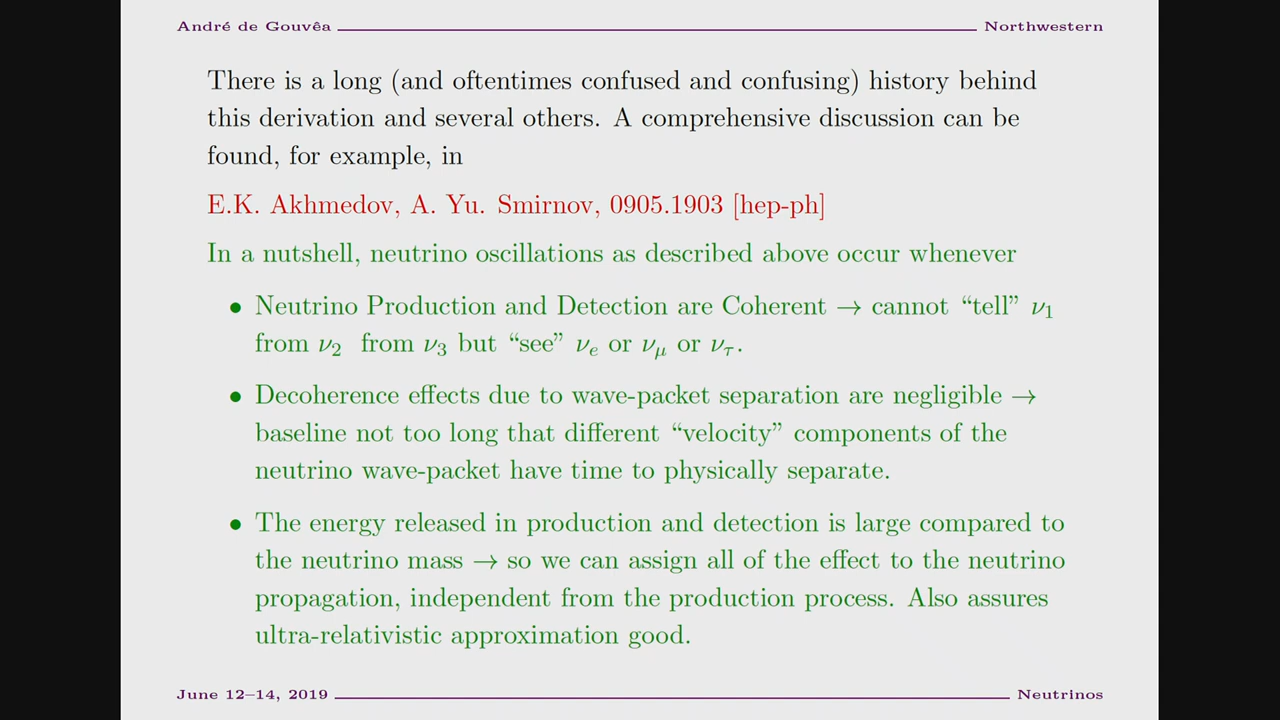 André de Gouvêa Northwestern
There is a long (and oftentimes confused and confusing) history behind
this derivation and several others. A comprehensive discussion can be
found, for example, in
E.K. Akhmedov, A. Yu. Smirnov, 0905.1903 [hep-ph]
In a nutshell, neutrino oscillations as described above occur whenever
• Neutrino Production and Detection are Coherent → cannot “tell” ν₁
from ν₂ from ν₃ but “see” νₑ or ν_μ or ν_τ.
• Decoherence effects due to wave-packet separation are negligible →
baseline not too long that different “velocity” components of the
neutrino wave-packet have time to physically separate.
• The energy released in production and detection is large compared to
the neutrino mass → so we can assign all of the effect to the neutrino
propagation, independent from the production process. Also assures
ultra-relativistic approximation good.
June 12–14, 2019 Neutrinos